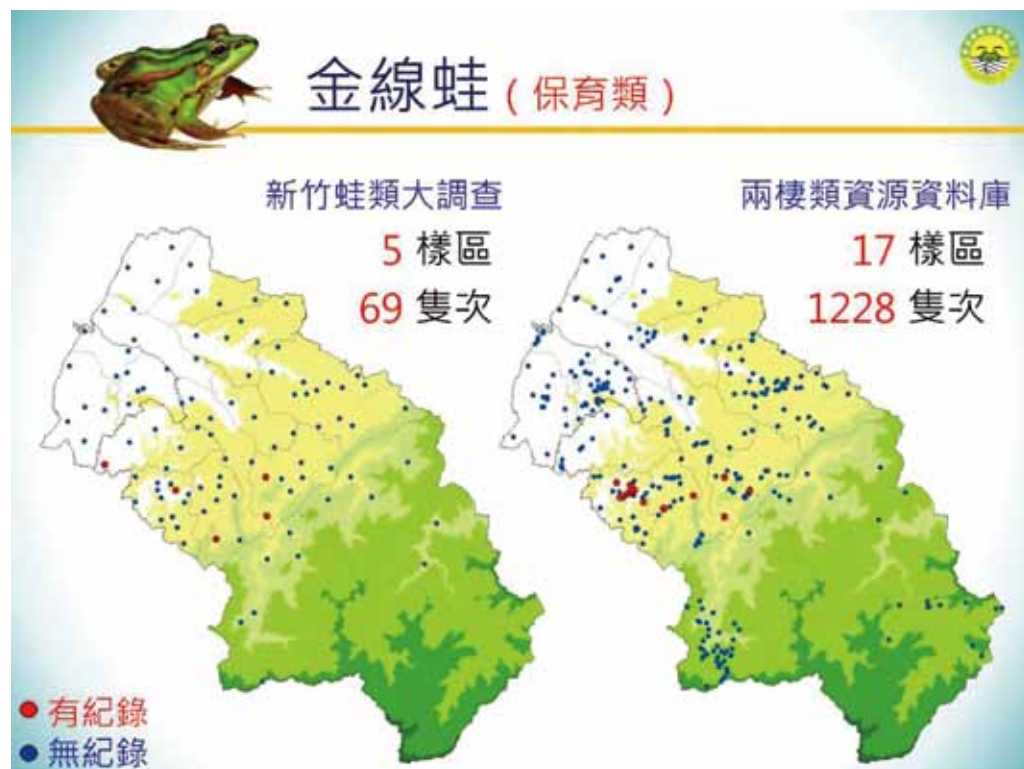 金線蛙(保育類)
新竹蛙類大調查
5 樣區
69 隻次
兩棲類資源資料庫
17 樣區
1228 隻次
有紀錄
無紀錄